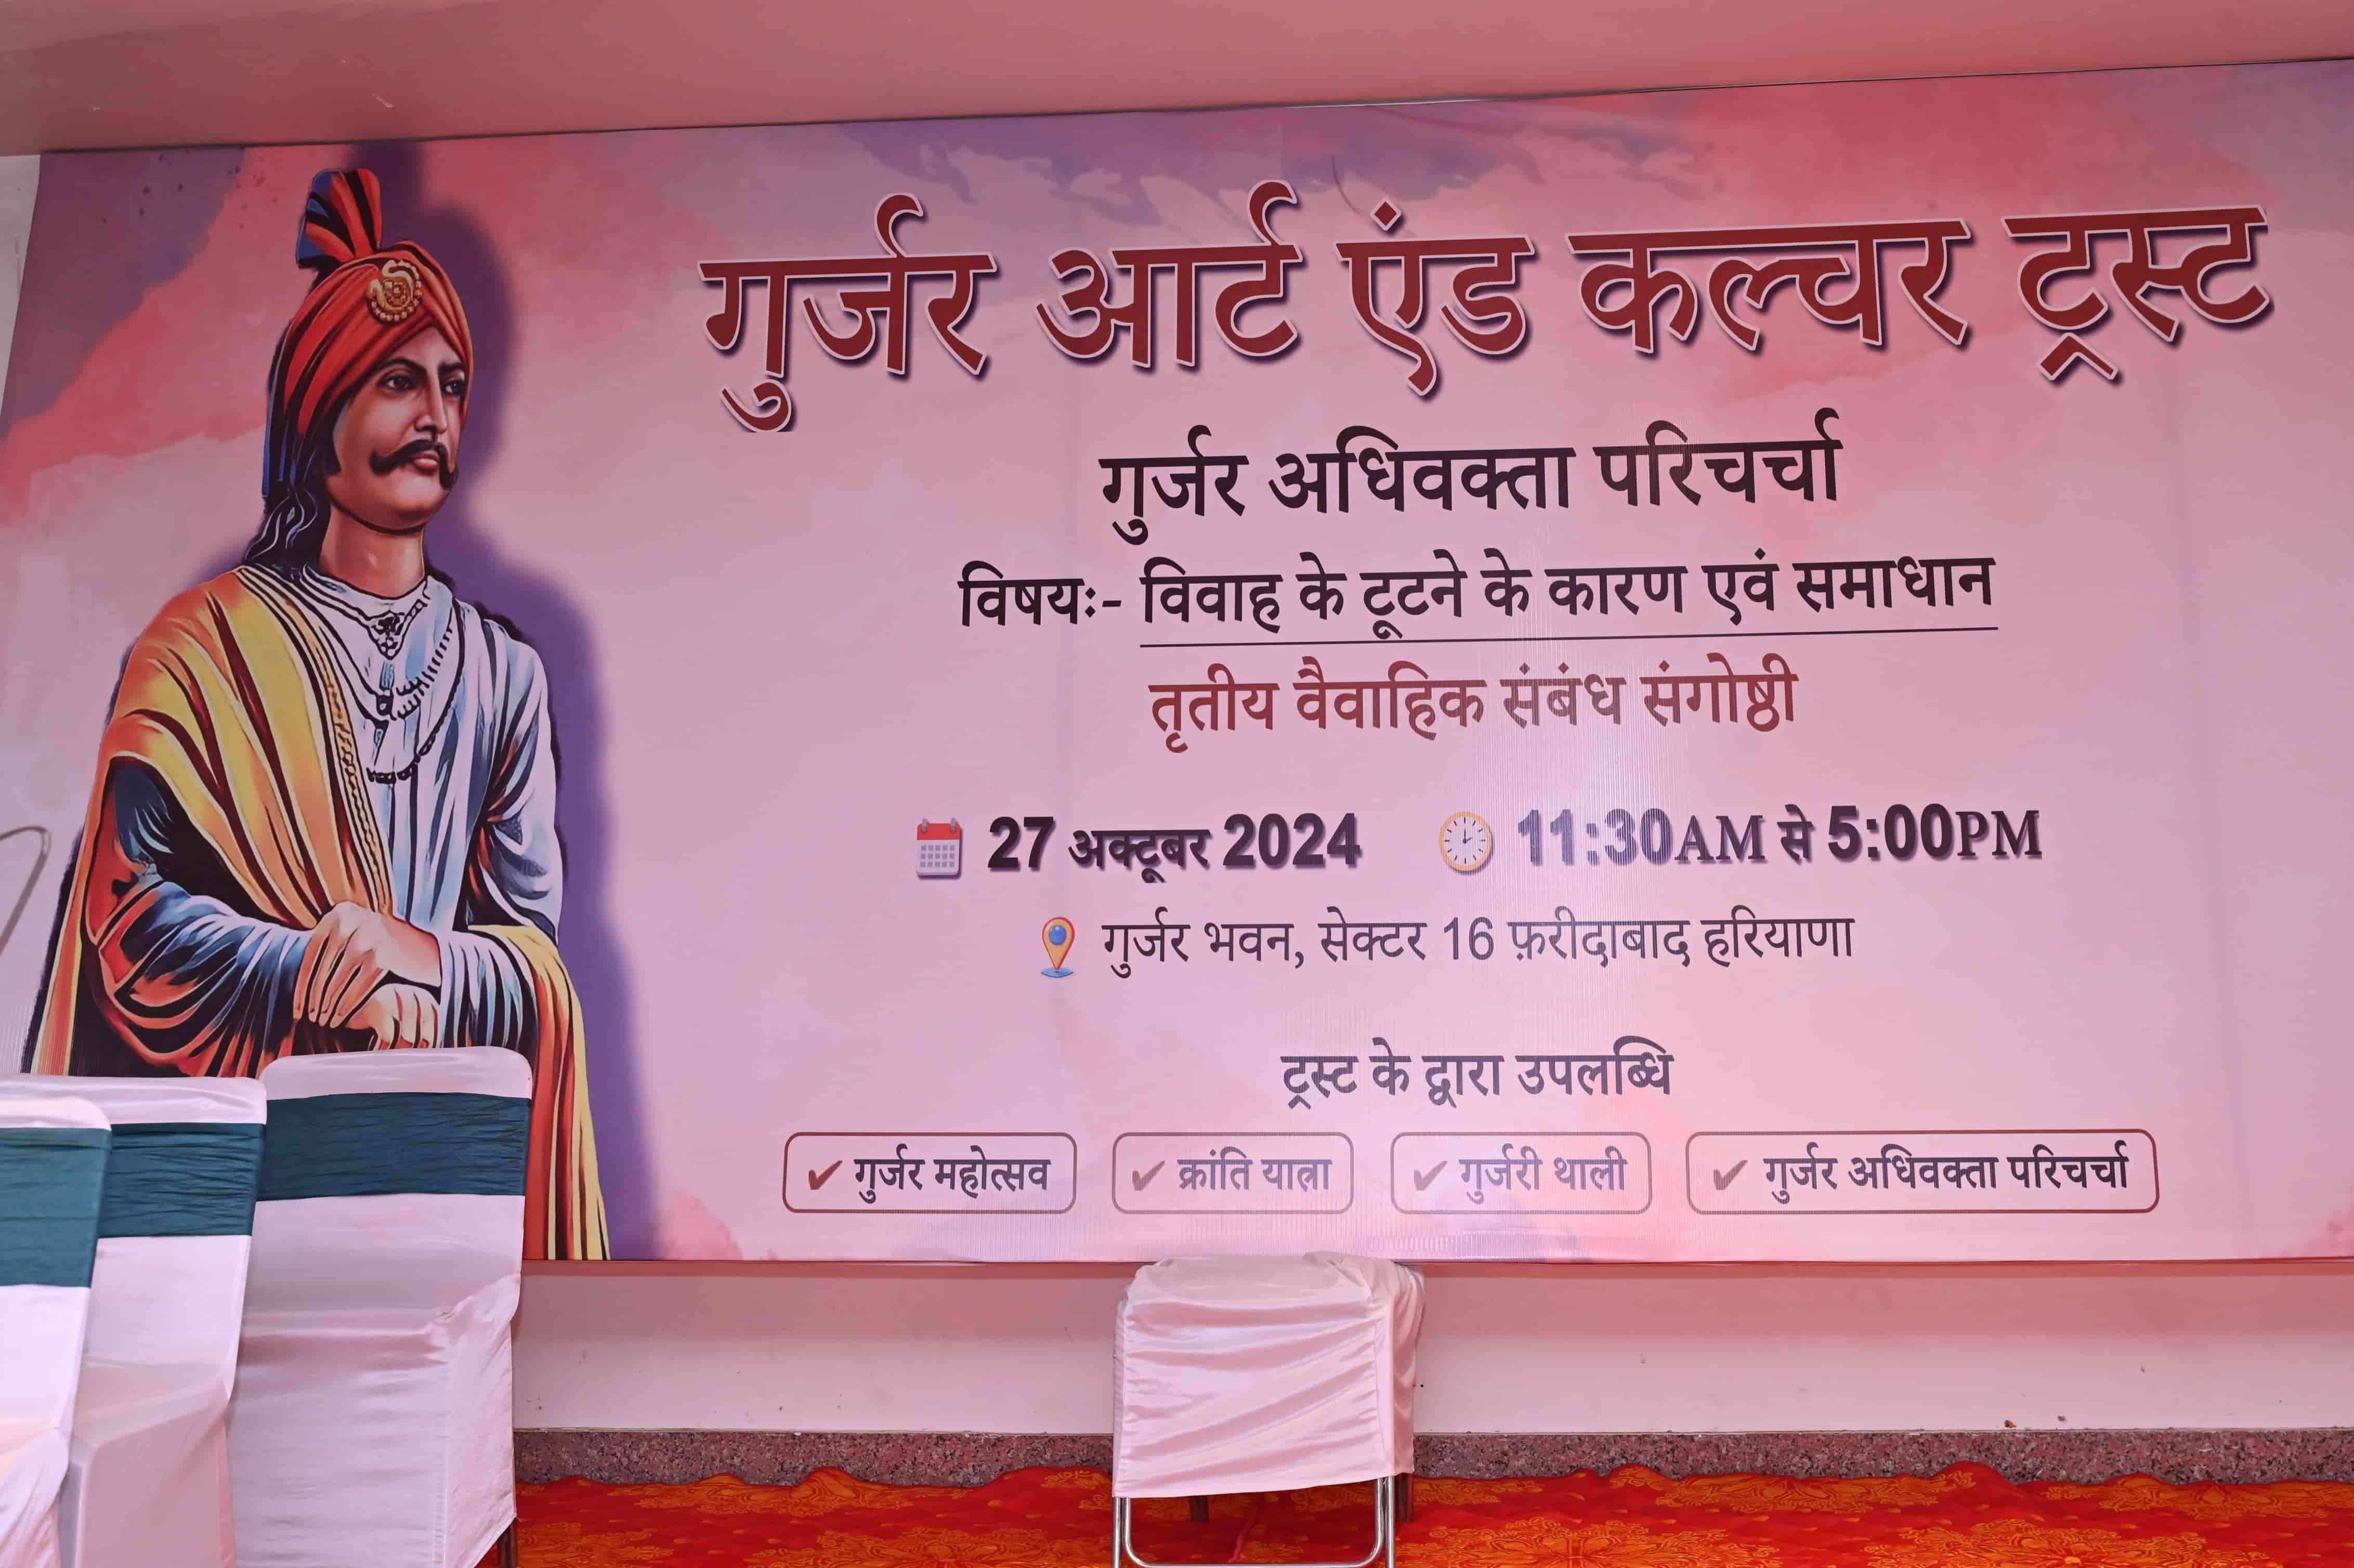 गुर्जर आर्ट एंड कल्चर ट्रस्ट
गुर्जर अधिवक्ता परिचर्चा
विषयः- विवाह के टूटने के कारण एवं समाधान
तृतीय वैवाहिक संबंध संगोष्ठी
27 अक्टूबर 2024 11:30AM से 5:00PM
गुर्जर भवन, सेक्टर 16 फ़रीदाबाद हरियाणा
ट्रस्ट के द्वारा उपलब्धि
✔ गुर्जर महोत्सव ✔ क्रांति यात्रा ✔ गुर्जरी थाली ✔ गुर्जर अधिवक्ता परिचर्चा